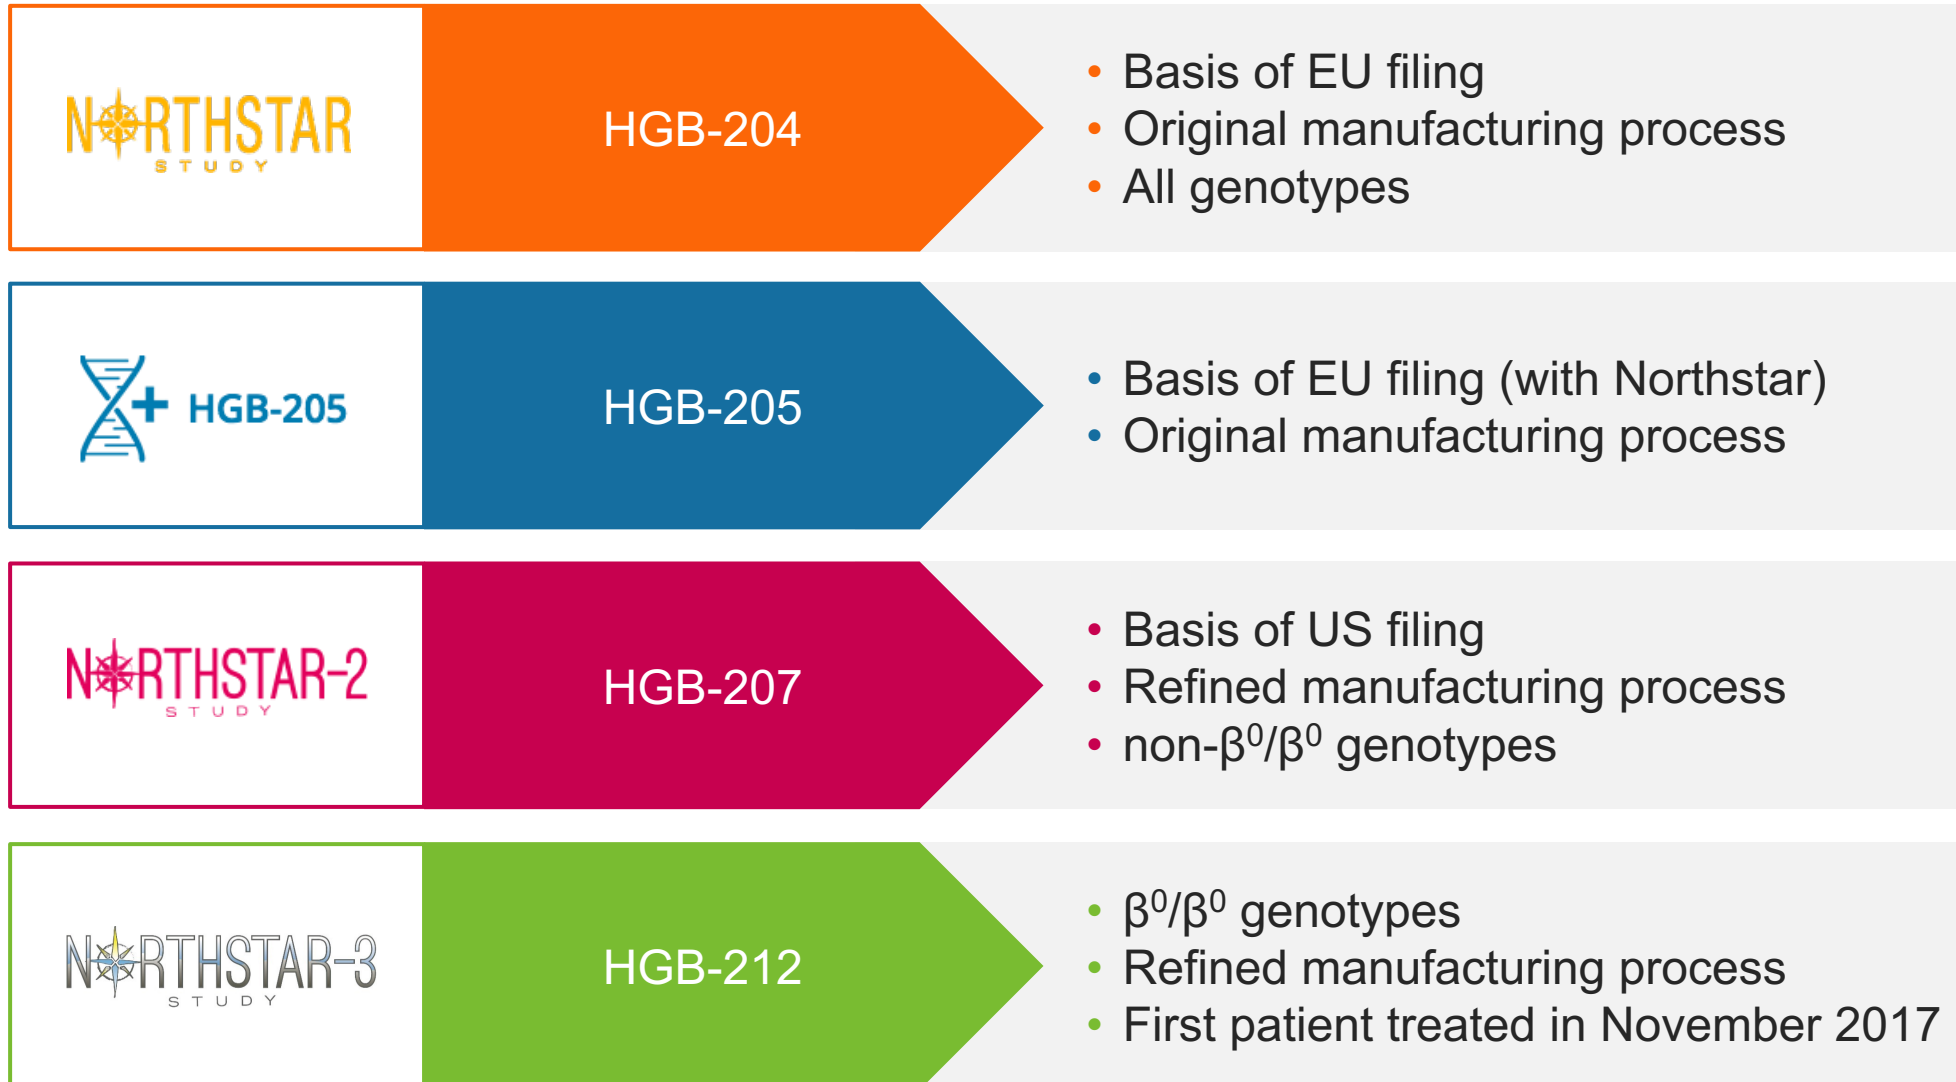 NORTHSTAR
STUDY
HGB-204
• Basis of EU filing
• Original manufacturing process
• All genotypes
HGB-205
HGB-205
• Basis of EU filing (with Northstar)
• Original manufacturing process
NORTHSTAR-2
STUDY
HGB-207
• Basis of US filing
• Refined manufacturing process
• non-β⁰/β⁰ genotypes
NORTHSTAR-3
STUDY
HGB-212
• β⁰/β⁰ genotypes
• Refined manufacturing process
• First patient treated in November 2017